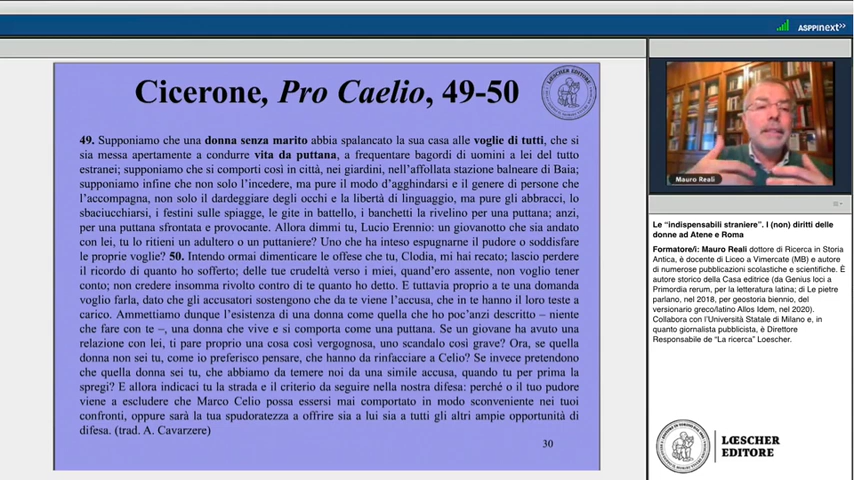 ASPPInext>>
Cicerone, Pro Caelio, 49-50
LŒSCHER EDITORE
49. Supponiamo che una donna senza marito abbia spalancato la sua casa alle voglie di tutti, che si
sia messa apertamente a condurre vita da puttana, a frequentare bagordi di uomini a lei del tutto
estranei; supponiamo che si comporti così in città, nei giardini, nell'affollata stazione balneare di Baia;
supponiamo infine che non solo l'incedere, ma pure il modo d'agghindarsi e il genere di persone che
l'accompagna, non solo il dardeggiare degli occhi e la libertà di linguaggio, ma pure gli abbracci, lo
sbaciucchiarsi, i festini sulle spiagge, le gite in battello, i banchetti la rivelino per una puttana; anzi,
per una puttana sfrontata e provocante. Allora dimmi tu, Lucio Erennio: un giovanotto che sia andato
con lei, tu lo ritieni un adultero o un puttaniere? Uno che ha inteso espugnarne il pudore o soddisfare
le proprie voglie? 50. Intendo ormai dimenticare le offese che tu, Clodia, mi hai recato; lascio perdere
il ricordo di quanto ho sofferto; delle tue crudeltà verso i miei, quand'ero assente, non voglio tener
conto; non credere insomma rivolto contro di te quanto ho detto. E tuttavia proprio a te una domanda
voglio farla, dato che gli accusatori sostengono che da te viene l'accusa, che in te hanno il loro teste a
carico. Ammettiamo dunque l'esistenza di una donna come quella che ho poc'anzi descritto – niente
che fare con te –, una donna che vive e si comporta come una puttana. Se un giovane ha avuto una
relazione con lei, ti pare proprio una cosa così vergognosa, uno scandalo così grave? Ora, se quella
donna non sei tu, come io preferisco pensare, che hanno da rinfacciare a Celio? Se invece pretendono
che quella donna sei tu, che abbiamo da temere noi da una simile accusa, quando tu per prima la
spregi? E allora indicaci tu la strada e il criterio da seguire nella nostra difesa: perché o il tuo pudore
viene a escludere che Marco Celio possa essersi mai comportato in modo sconveniente nei tuoi
confronti, oppure sarà la tua spudoratezza a offrire sia a lui sia a tutti gli altri ampie opportunità di
difesa. (trad. A. Cavarzere)
30
Mauro Reali
Le "indispensabili straniere". I (non) diritti delle
donne ad Atene e Roma
Formatore/i: Mauro Reali dottore di Ricerca in Storia
Antica, è docente di Liceo a Vimercate (MB) e autore
di numerose pubblicazioni scolastiche e scientifiche. È
autore storico della Casa editrice (da Genius loci a
Primordia rerum, per la letteratura latina; di Le pietre
parlano, nel 2018, per geostoria biennio, del
versionario greco/latino Allos Idem, nel 2020).
Collabora con l'Università Statale di Milano e, in
quanto giornalista pubblicista, è Direttore
Responsabile de "La ricerca" Loescher.
LŒSCHER
EDITORE